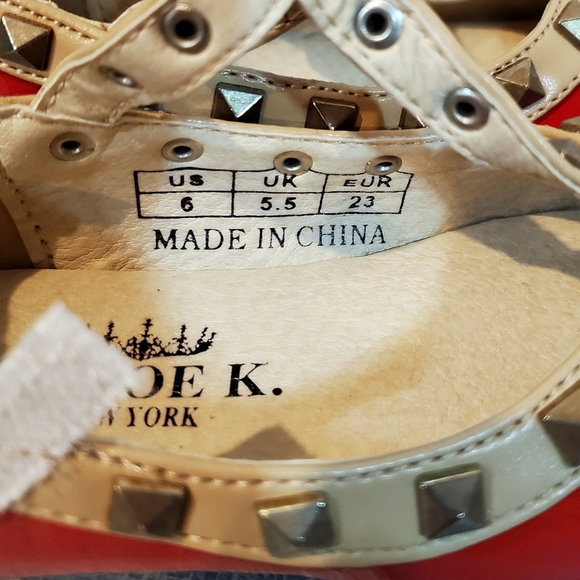 US UK EUR
6 5.5 23
MADE IN CHINA
OE K.
YORK